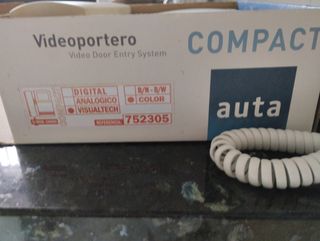 Videoportero
Video Door Entry System
COMPACT
DIGITAL
ANALOGICO
VISUALTECH
B/N - B/W
COLOR
REFERENCIA:
752305
auta